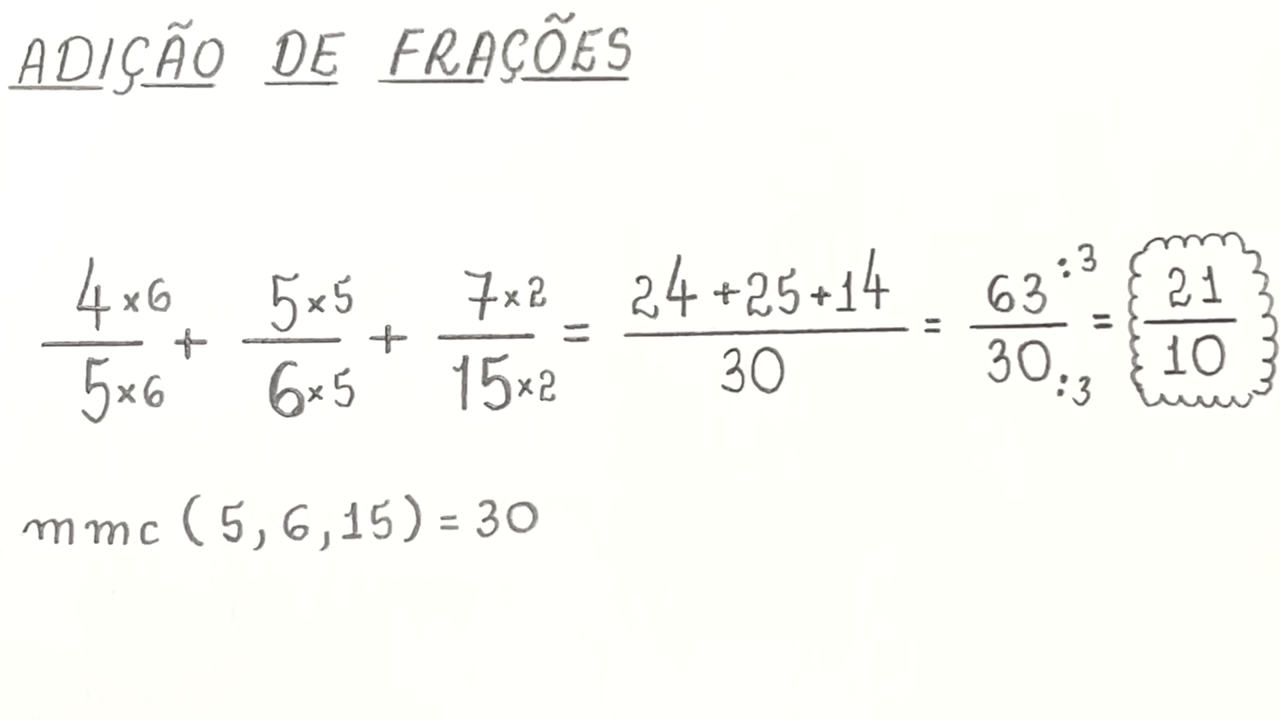 ADIÇÃO DE FRAÇÕES
4×6/5×6 + 5×5/6×5 + 7×2/15×2 = 24+25+14/30 = 63:3/30:3 = 21/10
mmc (5, 6, 15) = 30